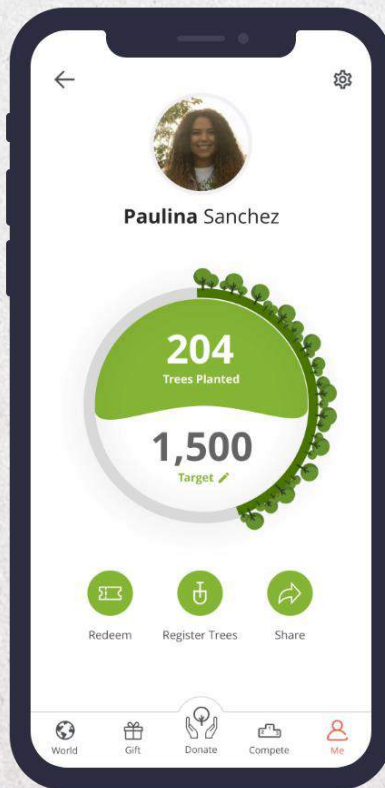 Paulina Sanchez
204
Trees Planted
1,500
Target
Redeem Register Trees Share
World Gift Donate Compete Me